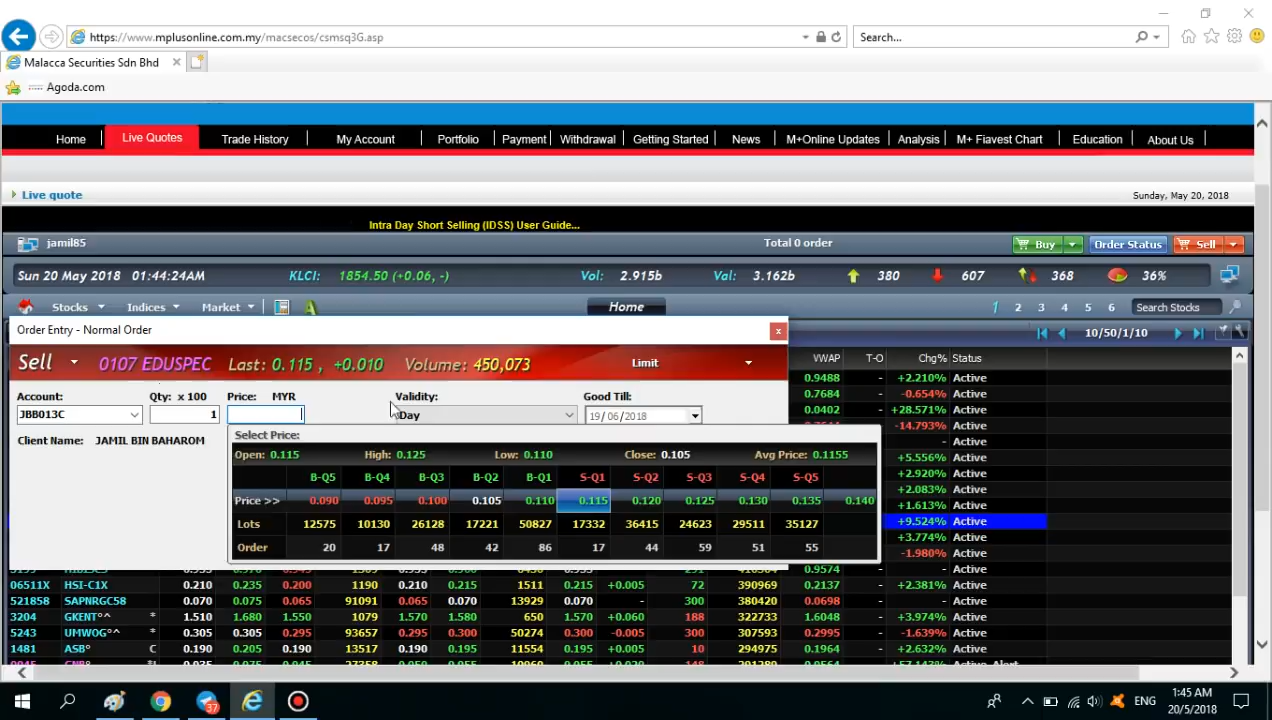 https://www.mplusonline.com.my/macsecos/csmsq3G.asp
Search...
Malacca Securities Sdn Bhd
Agoda.com
Home Live Quotes Trade History My Account Portfolio Payment Withdrawal Getting Started News M+Online Updates Analysis M+ Fiavest Chart Education About Us
Live quote Sunday, May 20, 2018
Intra Day Short Selling (IDSS) User Guide...
jamil85 Total 0 order Buy Order Status Sell
Sun 20 May 2018 01:44:24AM KLCI: 1854.50 (+0.06, -) Vol: 2.915b Val: 3.162b 380 607 368 36%
Stocks Indices Market A Home 1 2 3 4 5 6 Search Stocks
Order Entry - Normal Order x 10/50/1/10
Sell 0107 EDUSPEC Last: 0.115 , +0.010 Volume: 450,073 Limit
VWAP T-O Chg% Status
0.9488 - +2.210% Active
0.7684 - -0.654% Active
0.0402 - +28.571% Active
-14.793% Active
- Active
+5.556% Active
+2.920% Active
+2.083% Active
+1.613% Active
+9.524% Active
+3.774% Active
-1.980% Active
- Active
Account: Qty: x 100 Price: MYR Validity: Good Till:
JBB013C 1 Day 19/06/2018
Client Name: JAMIL BIN BAHAROM
Select Price:
Open: 0.115 High: 0.125 Low: 0.110 Close: 0.105 Avg Price: 0.1155
B-Q5 B-Q4 B-Q3 B-Q2 B-Q1 S-Q1 S-Q2 S-Q3 S-Q4 S-Q5
Price >> 0.090 0.095 0.100 0.105 0.110 0.115 0.120 0.125 0.130 0.135 0.140
Lots 12575 10130 26128 17221 50827 17332 36415 24623 29511 35127
Order 20 17 48 42 86 17 44 59 51 55
0.9574
06511X HSI-C1X 0.210 0.235 0.200 1190 0.210 0.215 1511 0.215 +0.005 72 390969 0.2137 - +2.381% Active
521858 SAPNRGC58 0.070 0.075 0.065 91091 0.065 0.070 13929 0.070 - 300 380420 0.0698 - - Active
3204 GKENT°^ * 1.510 1.680 1.550 1079 1.570 1.580 650 1.570 +0.060 188 322733 1.6048 - +3.974% Active
5243 UMWOG°^ * 0.305 0.305 0.295 93657 0.295 0.300 50274 0.300 -0.005 300 307593 0.2995 - -1.639% Active
1481 ASB° C 0.190 0.205 0.190 13517 0.190 0.195 11554 0.195 +0.005 10 294975 0.1964 - +2.632% Active
37
ENG
1:45 AM
20/5/2018